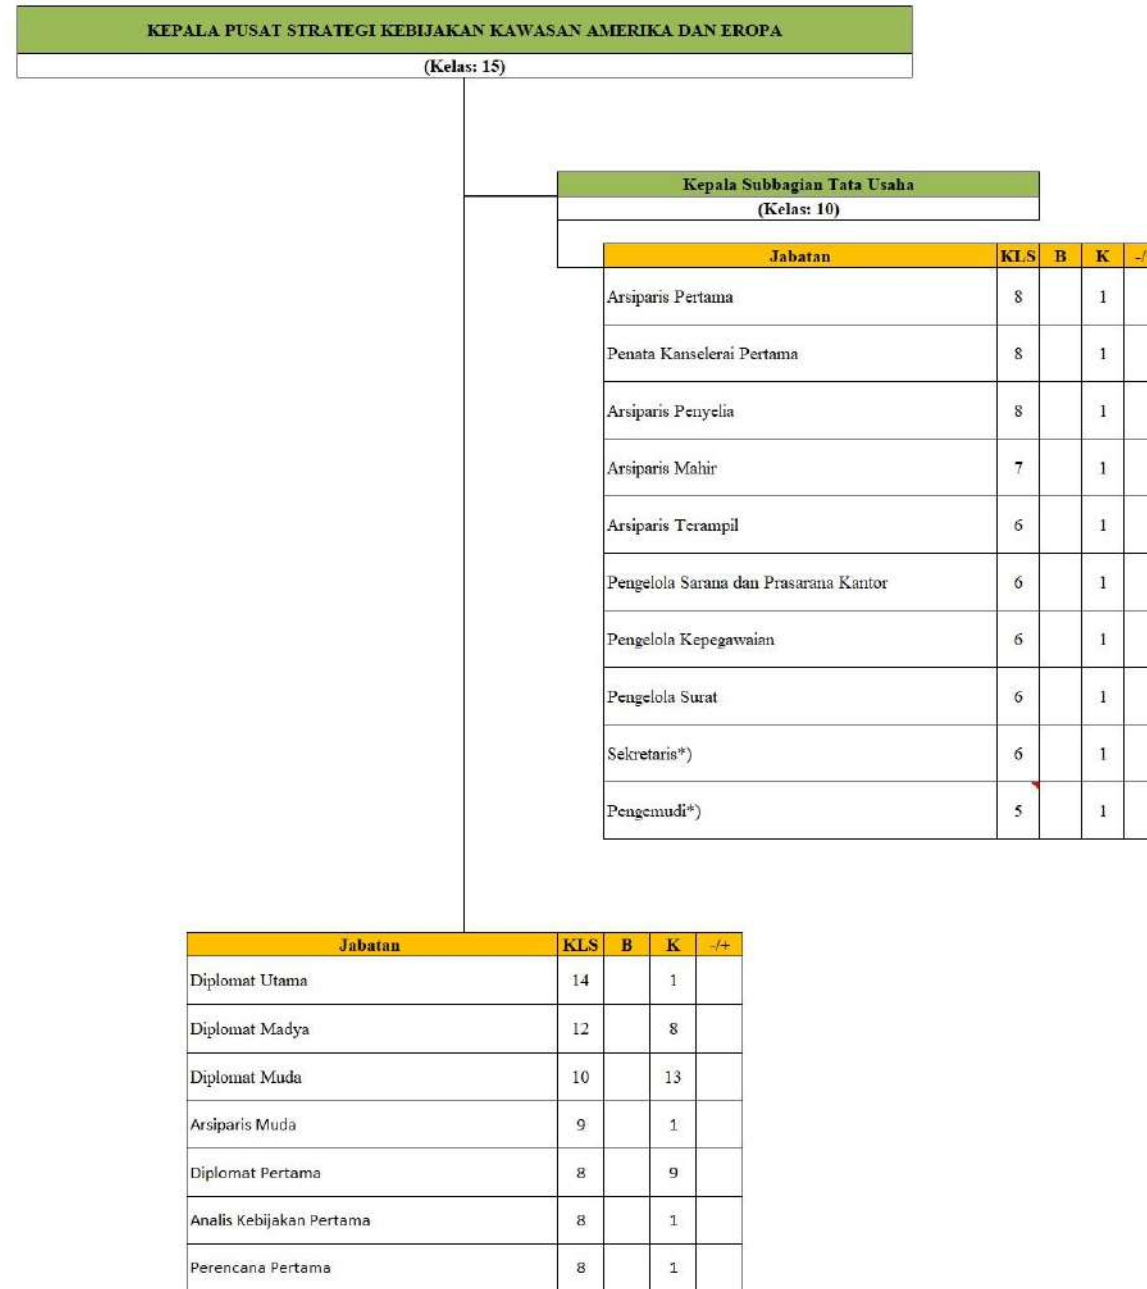 KEPALA PUSAT STRATEGI KEBIJAKAN KAWASAN AMERIKA DAN EROPA
(Kelas: 15)
Kepala Subbagian Tata Usaha
(Kelas: 10)
Jabatan KLS B K -/
Arsiparis Pertama 8 1
Penata Kanselerai Pertama 8 1
Arsiparis Penyelia 8 1
Arsiparis Mahir 7 1
Arsiparis Terampil 6 1
Pengelola Sarana dan Prasarana Kantor 6 1
Pengelola Kepegawaian 6 1
Pengelola Surat 6 1
Sekretaris*) 6 1
Pengemudi*) 5 1
Jabatan KLS B K -/+
Diplomat Utama 14 1
Diplomat Madya 12 8
Diplomat Muda 10 13
Arsiparis Muda 9 1
Diplomat Pertama 8 9
Analis Kebijakan Pertama 8 1
Perencana Pertama 8 1